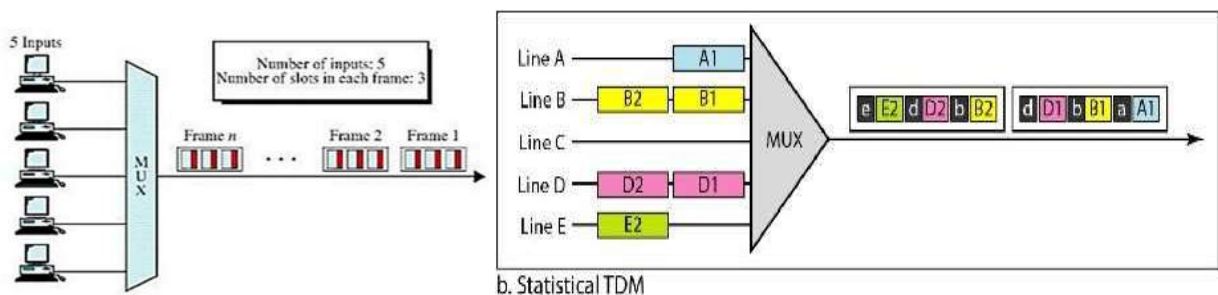 5 Inputs
Number of inputs: 5
Number of slots in each frame: 3
M
U
X
Frame n
. . .
Frame 2
Frame 1
Line A
A1
Line B
B2
B1
Line C
Line D
D2
D1
Line E
E2
MUX
e E2 d D2 b B2
d D1 b B1 a A1
b. Statistical TDM